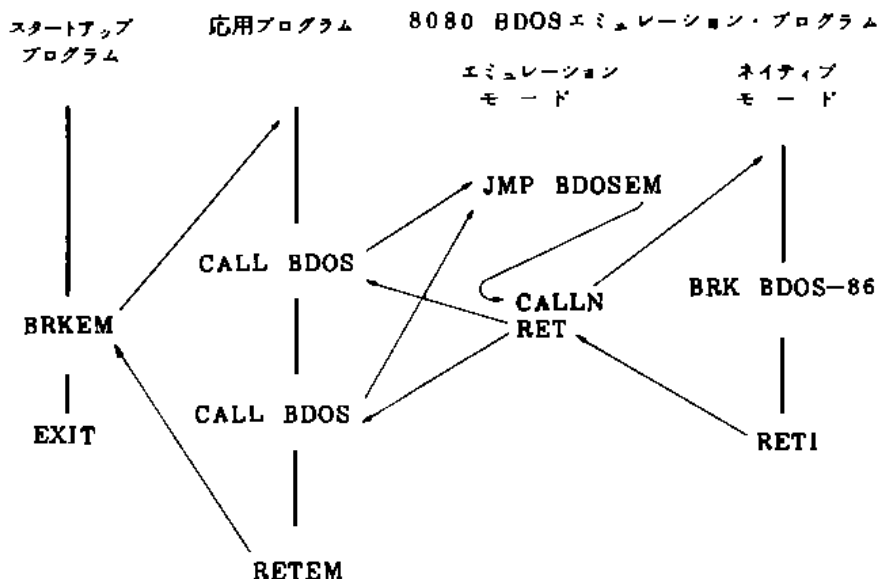 スタートアップ
プログラム
応用プログラム
8080 BDOSエミュレーション・プログラム
エミュレーション
モード
ネイティブ
モード
JMP BDOSEM
CALL BDOS
CALLN
RET
BRK BDOS-86
BRKEM
CALL BDOS
EXIT
RETI
RETEM